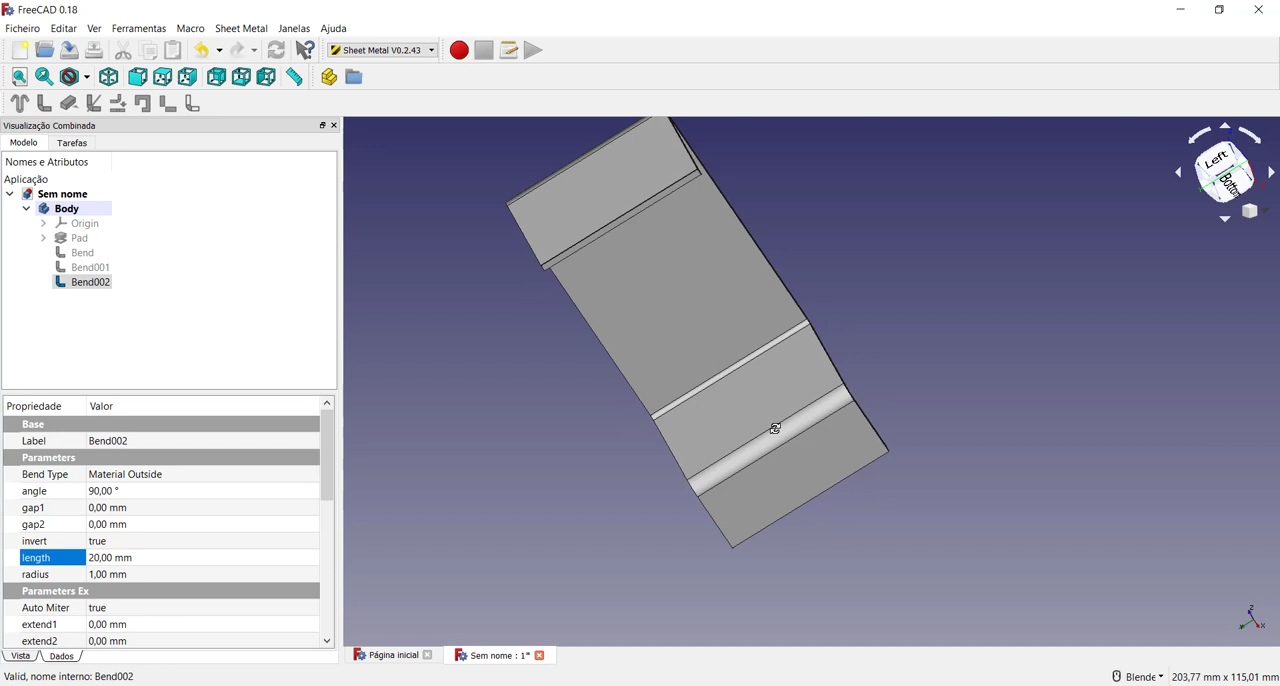 FreeCAD 0.18
Ficheiro Editar Ver Ferramentas Macro Sheet Metal Janelas Ajuda
Sheet Metal V0.2.43
Visualização Combinada
Modelo Tarefas
Nomes e Atributos
Aplicação
Sem nome
Body
Origin
Pad
Bend
Bend001
Bend002
Propriedade Valor
Base
Label Bend002
Parameters
Bend Type Material Outside
angle 90,00 °
gap1 0,00 mm
gap2 0,00 mm
invert true
length 20,00 mm
radius 1,00 mm
Parameters Ex
Auto Miter true
extend1 0,00 mm
extend2 0,00 mm
Vista Dados
Left
Bottom
Z
Y X
Página inicial Sem nome : 1*
Valid, nome interno: Bend002
Blende 203,77 mm x 115,01 mm